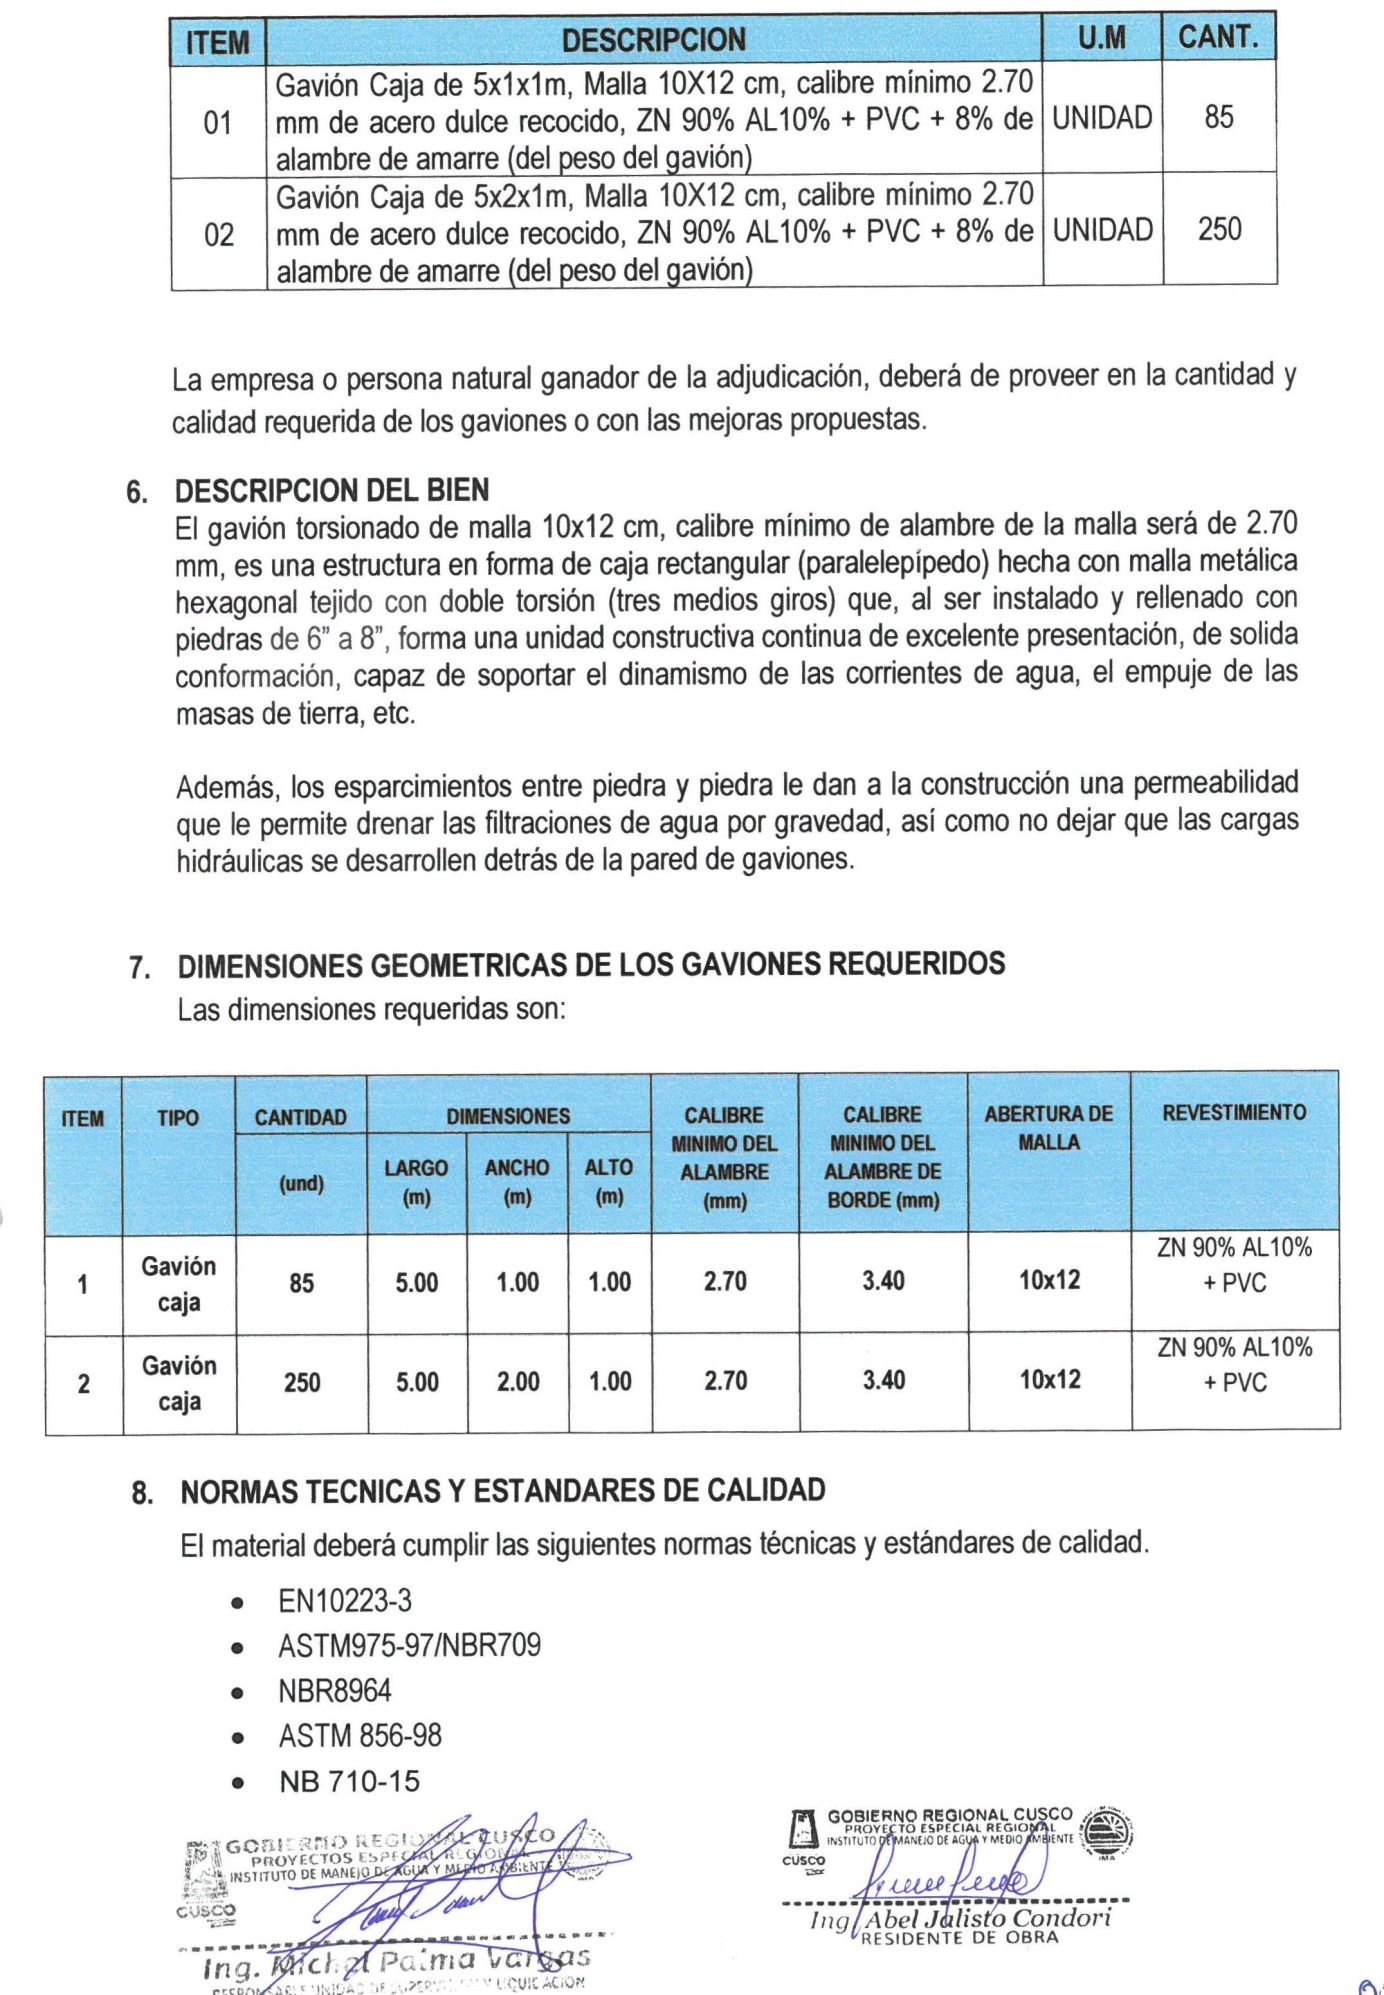 ITEM DESCRIPCION U.M CANT.
01 Gavión Caja de 5x1x1m, Malla 10X12 cm, calibre mínimo 2.70
mm de acero dulce recocido, ZN 90% AL10% + PVC + 8% de UNIDAD 85
alambre de amarre (del peso del gavión)
02 Gavión Caja de 5x2x1m, Malla 10X12 cm, calibre mínimo 2.70
mm de acero dulce recocido, ZN 90% AL10% + PVC + 8% de UNIDAD 250
alambre de amarre (del peso del gavión)
La empresa o persona natural ganador de la adjudicación, deberá de proveer en la cantidad y
calidad requerida de los gaviones o con las mejoras propuestas.
6. DESCRIPCION DEL BIEN
El gavión torsionado de malla 10x12 cm, calibre mínimo de alambre de la malla será de 2.70
mm, es una estructura en forma de caja rectangular (paralelepípedo) hecha con malla metálica
hexagonal tejido con doble torsión (tres medios giros) que, al ser instalado y rellenado con
piedras de 6” a 8”, forma una unidad constructiva continua de excelente presentación, de solida
conformación, capaz de soportar el dinamismo de las corrientes de agua, el empuje de las
masas de tierra, etc.
Además, los esparcimientos entre piedra y piedra le dan a la construcción una permeabilidad
que le permite drenar las filtraciones de agua por gravedad, así como no dejar que las cargas
hidráulicas se desarrollen detrás de la pared de gaviones.
7. DIMENSIONES GEOMETRICAS DE LOS GAVIONES REQUERIDOS
Las dimensiones requeridas son:
ITEM TIPO CANTIDAD DIMENSIONES CALIBRE CALIBRE ABERTURA DE REVESTIMIENTO
MINIMO DEL MINIMO DEL MALLA
(und) LARGO ANCHO ALTO ALAMBRE ALAMBRE DE
(m) (m) (m) (mm) BORDE (mm)
1 Gavión caja 85 5.00 1.00 1.00 2.70 3.40 10x12 ZN 90% AL10%
+ PVC
2 Gavión caja 250 5.00 2.00 1.00 2.70 3.40 10x12 ZN 90% AL10%
+ PVC
8. NORMAS TECNICAS Y ESTANDARES DE CALIDAD
El material deberá cumplir las siguientes normas técnicas y estándares de calidad.
• EN10223-3
• ASTM975-97/NBR709
• NBR8964
• ASTM 856-98
• NB 710-15
GOBIERNO REGIONAL CUSCO
PROYECTOS ESPECIAL REGIONAL
INSTITUTO DE MANEJO DE AGUA Y MEDIO AMBIENTE
CUSCO
Ing. Michel Palma Vargas
RESPONSABLE UNIDAD DE SUPERVISION Y LIQUICACION
GOBIERNO REGIONAL CUSCO
PROYECTO ESPECIAL REGIONAL
INSTITUTO DE MANEJO DE AGUA Y MEDIO AMBIENTE
CUSCO
IMA
Ing. Abel Jalisto Condori
RESIDENTE DE OBRA